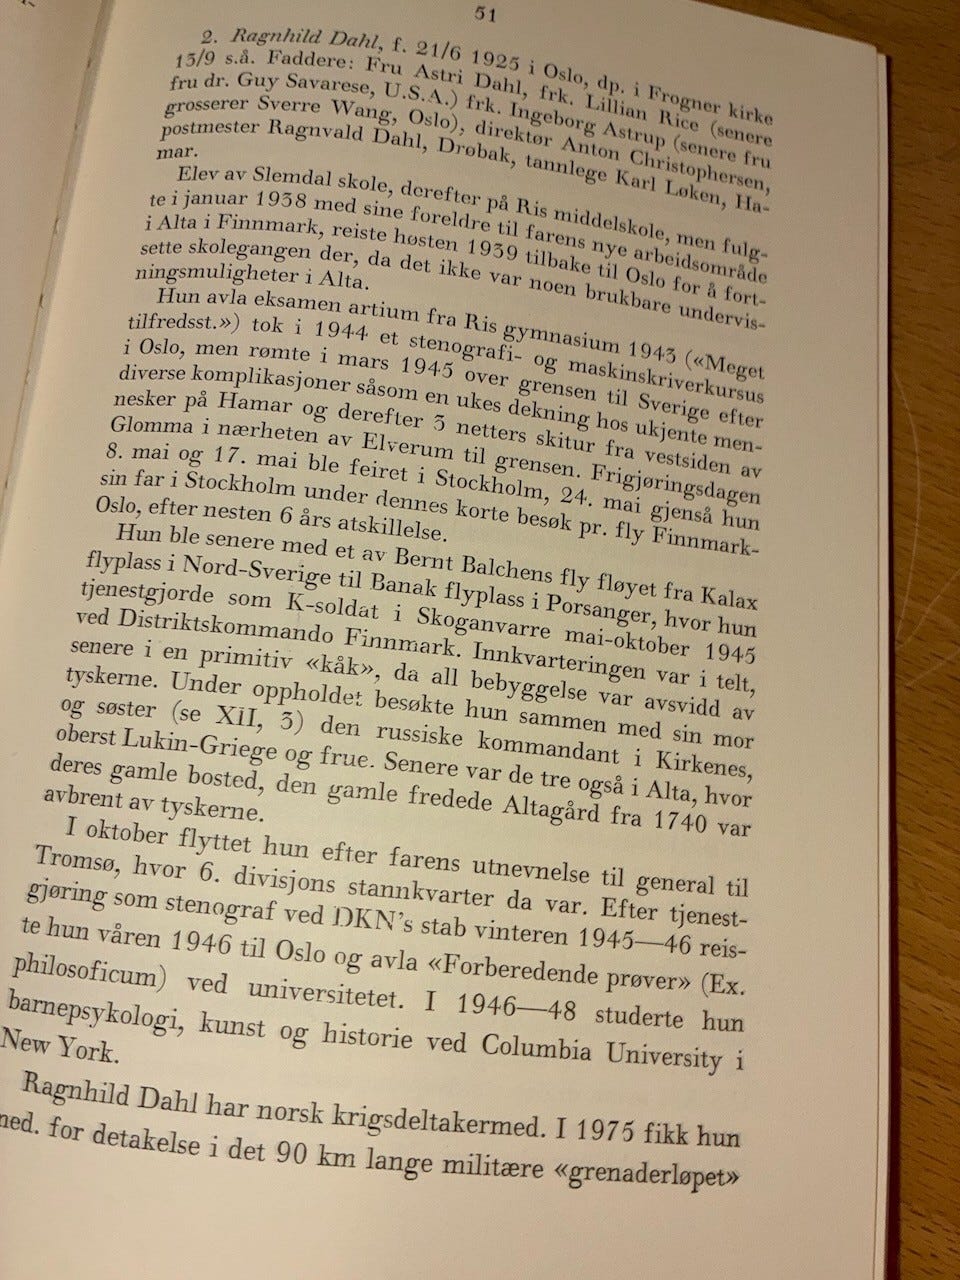 51
2. Ragnhild Dahl, f. 21/6 1925 i Oslo, dp. i Frogner kirke
13/9 s.å. Faddere: Fru Astri Dahl, frk. Lillian Rice (senere
fru dr. Guy Savarese, U.S.A.) frk. Ingeborg Astrup (senere fru
grosserer Sverre Wang, Oslo), direktør Anton Christophersen,
postmester Ragnvald Dahl, Drøbak, tannlege Karl Løken, Ha-
mar.
Elev av Slemdal skole, derefter på Ris middelskole, men fulg-
te i januar 1938 med sine foreldre til farens nye arbeidsområde
i Alta i Finnmark, reiste høsten 1939 tilbake til Oslo for å fort-
sette skolegangen der, da det ikke var noen brukbare undervis-
ningsmuligheter i Alta.
Hun avla eksamen artium fra Ris gymnasium 1943 («Meget
tilfredsst.») tok i 1944 et stenografi- og maskinskriverkursus
i Oslo, men rømte i mars 1945 over grensen til Sverige efter
diverse komplikasjoner såsom en ukes dekning hos ukjente men-
nesker på Hamar og derefter 3 netters skitur fra vestsiden av
Glomma i nærheten av Elverum til grensen. Frigjøringsdagen
8. mai og 17. mai ble feiret i Stockholm, 24. mai gjenså hun
sin far i Stockholm under dennes korte besøk pr. fly Finnmark-
Oslo, efter nesten 6 års atskillelse.
Hun ble senere med et av Bernt Balchens fly fløyet fra Kalax
flyplass i Nord-Sverige til Banak flyplass i Porsanger, hvor hun
tjenestgjorde som K-soldat i Skoganvarre mai-oktober 1945
ved Distriktskommando Finnmark. Innkvarteringen var i telt,
senere i en primitiv «kåk», da all bebyggelse var avsvidd av
tyskerne. Under oppholdet besøkte hun sammen med sin mor
og søster (se XII, 3) den russiske kommandant i Kirkenes,
oberst Lukin-Griege og frue. Senere var de tre også i Alta, hvor
deres gamle bosted, den gamle fredede Altagård fra 1740 var
avbrent av tyskerne.
I oktober flyttet hun efter farens utnevnelse til general til
Tromsø, hvor 6. divisjons stannkvarter da var. Efter tjenest-
gjøring som stenograf ved DKN's stab vinteren 1945—46 reis-
te hun våren 1946 til Oslo og avla «Forberedende prøver» (Ex.
philosoficum) ved universitetet. I 1946—48 studerte hun
barnepsykologi, kunst og historie ved Columbia University i
New York.
Ragnhild Dahl har norsk krigsdeltakermed. I 1975 fikk hun
med. for detakelse i det 90 km lange militære «grenaderløpet»